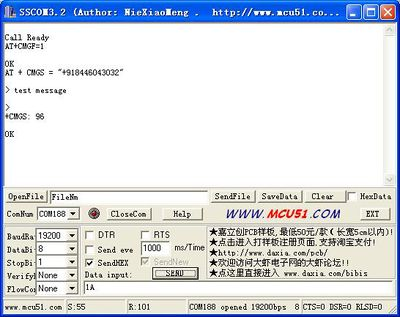 SSCOM3.2 (Author: NieXiaoMeng . http://www.mcu51.co...
Call Ready
AT+CMGF=1
OK
AT + CMGS = "+918446043032"
> test message
>
+CMGS: 96
OK
OpenFile FileNm SendFile SaveData Clear HexData
ComNum COM188 CloseCom Help WWW.MCU51.COM EXT
BaudRa 19200 DTR RTS
DataBi 8 Send eve 1000 ms/Time
StopBi 1 SendHEX SendNew
Verify None Data input: SEND
FlowCon None 1A
★嘉立创PCB样板,最低50元/款(长宽5cm以内)!
★点击进入打样板注册页面,支持淘宝支付!
★http://www.daxia.com/pcb/
★欢迎访问大虾电子网的大虾论坛!!
★点这里直接进入 www.daxia.com/bibis
www.mcu51.com S:55 R:101 COM188 opened 19200bps 8 CTS=0 DSR=0 RLSD=0